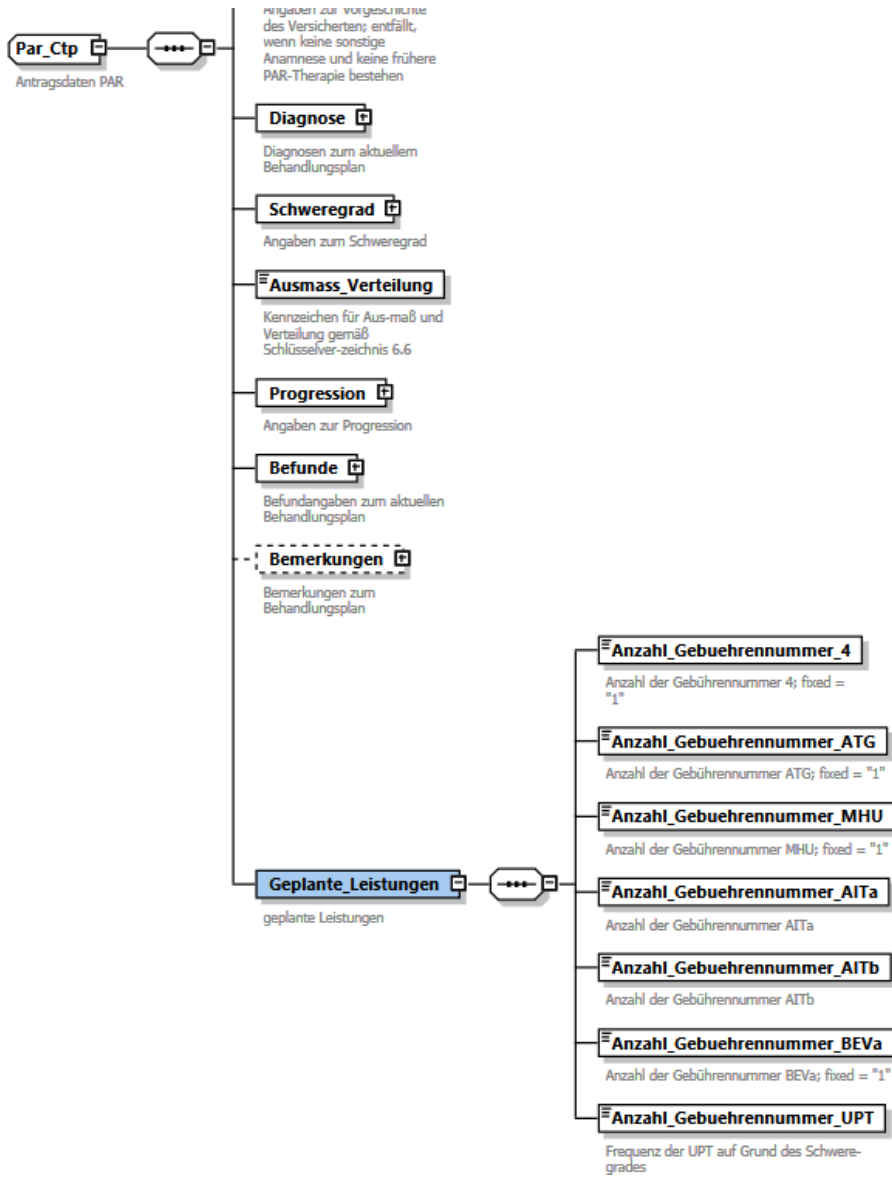 Angaben zur Vorgeschichte
des Versicherten; entfällt,
wenn keine sonstige
Anamnese und keine frühere
PAR-Therapie bestehen
Par_Ctp
Antragsdaten PAR
Diagnose
Diagnosen zum aktuellem
Behandlungsplan
Schweregrad
Angaben zum Schweregrad
Ausmass_Verteilung
Kennzeichen für Aus-maß und
Verteilung gemäß
Schlüsselver-zeichnis 6.6
Progression
Angaben zur Progression
Befunde
Befundangaben zum aktuellen
Behandlungsplan
Bemerkungen
Bemerkungen zum
Behandlungsplan
Geplante_Leistungen
geplante Leistungen
Anzahl_Gebuehrennummer_4
Anzahl der Gebührennummer 4; fixed =
"1"
Anzahl_Gebuehrennummer_ATG
Anzahl der Gebührennummer ATG; fixed = "1"
Anzahl_Gebuehrennummer_MHU
Anzahl der Gebührennummer MHU; fixed = "1"
Anzahl_Gebuehrennummer_AITa
Anzahl der Gebührennummer AITa
Anzahl_Gebuehrennummer_AITb
Anzahl der Gebührennummer AITb
Anzahl_Gebuehrennummer_BEVa
Anzahl der Gebührennummer BEVa; fixed = "1"
Anzahl_Gebuehrennummer_UPT
Frequenz der UPT auf Grund des Schwere-
grades